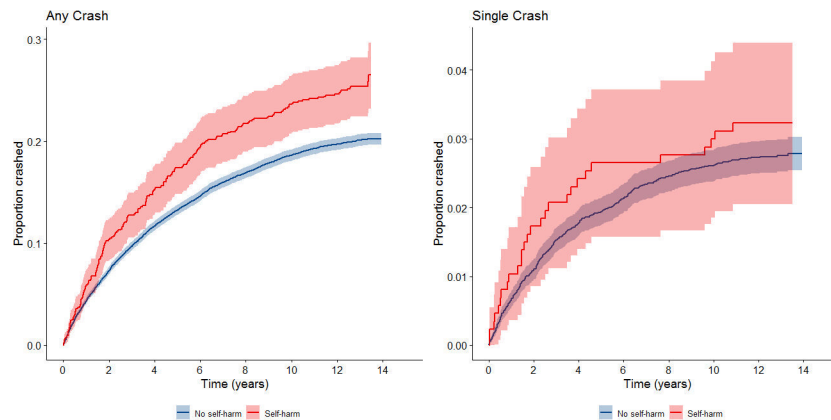 Any Crash
Proportion crashed
0.3
0.2
0.1
0.0
0 2 4 6 8 10 12 14
Time (years)
No self-harm Self-harm
Single Crash
Proportion crashed
0.04
0.03
0.02
0.01
0.00
0 2 4 6 8 10 12 14
Time (years)
No self-harm Self-harm